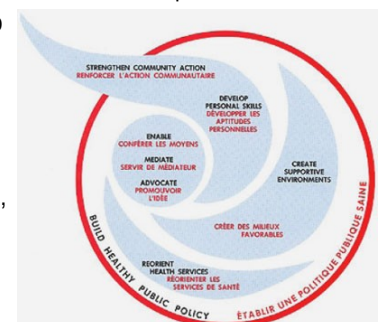 STRENGTHEN COMMUNITY ACTION
RENFORCER L'ACTION COMMUNAUTAIRE
DEVELOP
PERSONAL SKILLS
DÉVELOPPER LES
APTITUDES
PERSONNELLES
ENABLE
CONFÉRER LES MOYENS
MEDIATE
SERVIR DE MÉDIATEUR
ADVOCATE
PROMOUVOIR
L'IDÉE
CREATE
SUPPORTIVE
ENVIRONMENTS
CRÉER DES MILIEUX
FAVORABLES
REORIENT
HEALTH SERVICES
RÉORIENTER LES
SERVICES DE SANTÉ
BUILD HEALTHY PUBLIC POLICY
ÉTABLIR UNE POLITIQUE PUBLIQUE SAINE